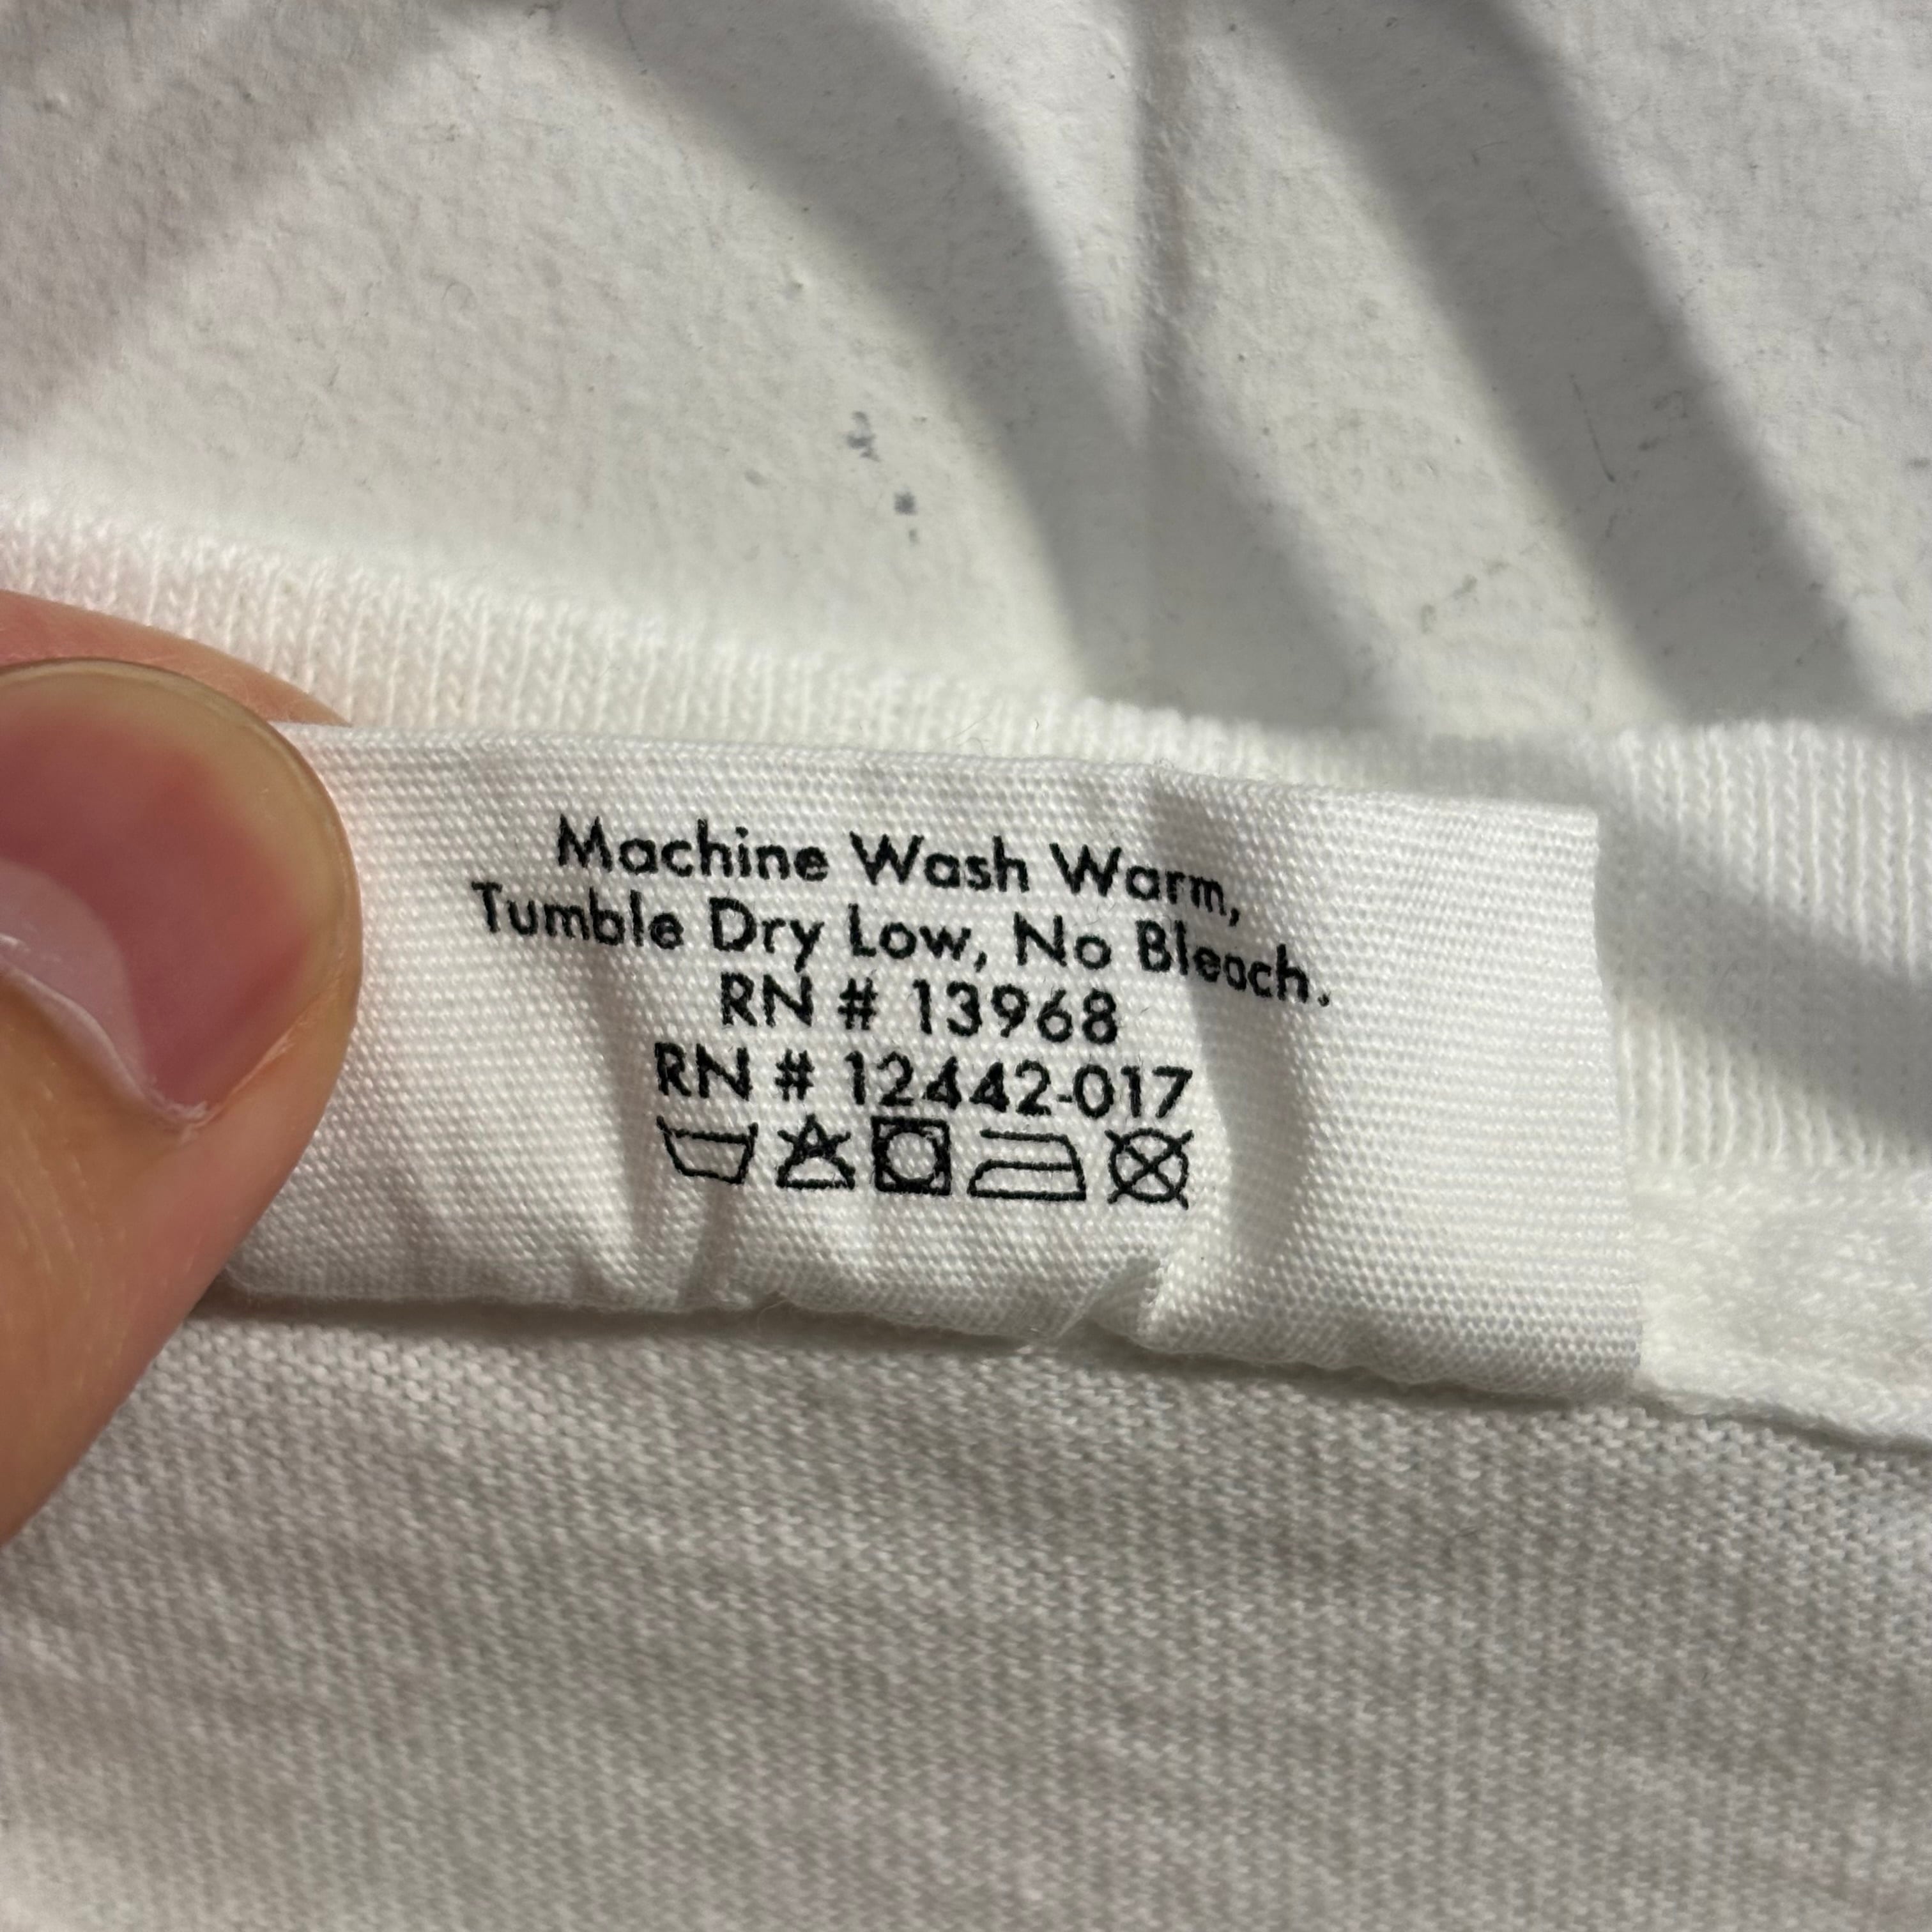 Machine Wash Warm,
Tumble Dry Low, No Bleach.
RN # 13968
RN # 12442-017